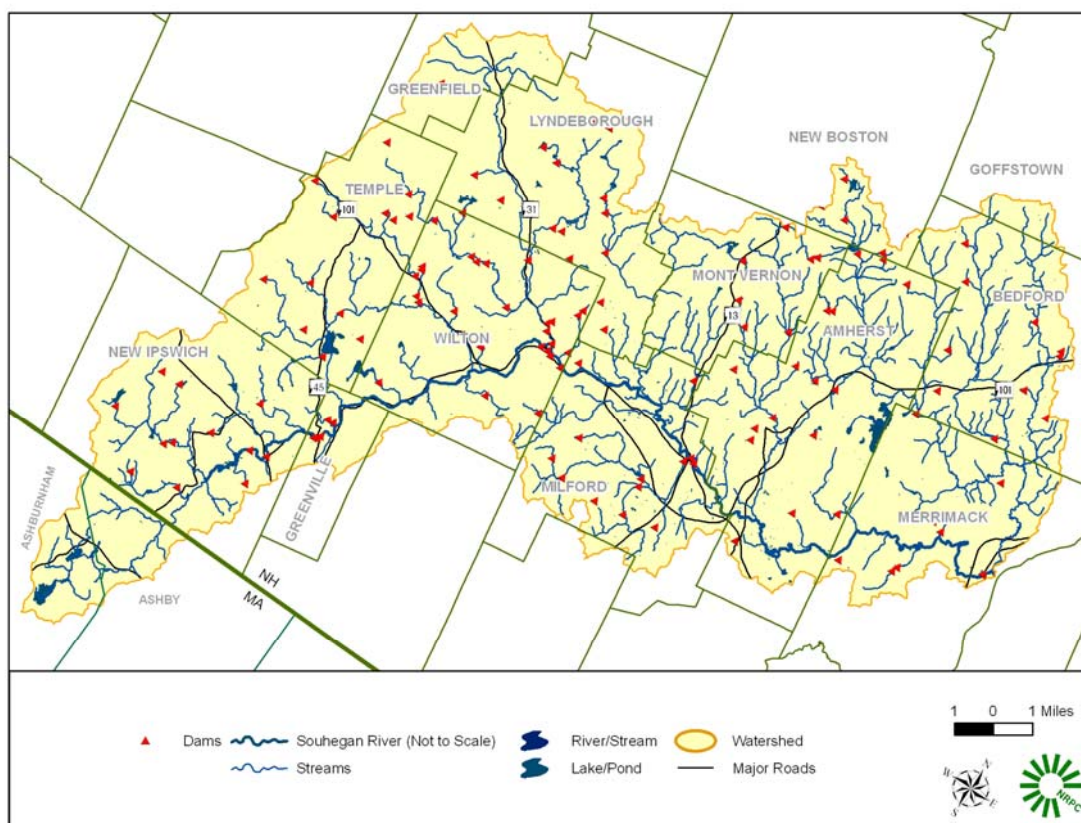 GREENFIELD
LYNDEBOROUGH
NEW BOSTON
GOFFSTOWN
TEMPLE
101
31
MONT VERNON
BEDFORD
13
AMHERST
WILTON
NEW IPSWICH
45
101
ASHBURNHAM
GREENVILLE
MILFORD
MERRIMACK
NH
MA
ASHBY
Dams
Souhegan River (Not to Scale)
River/Stream
Watershed
Streams
Lake/Pond
Major Roads
1 0 1 Miles
N
W
E
S
NRPC